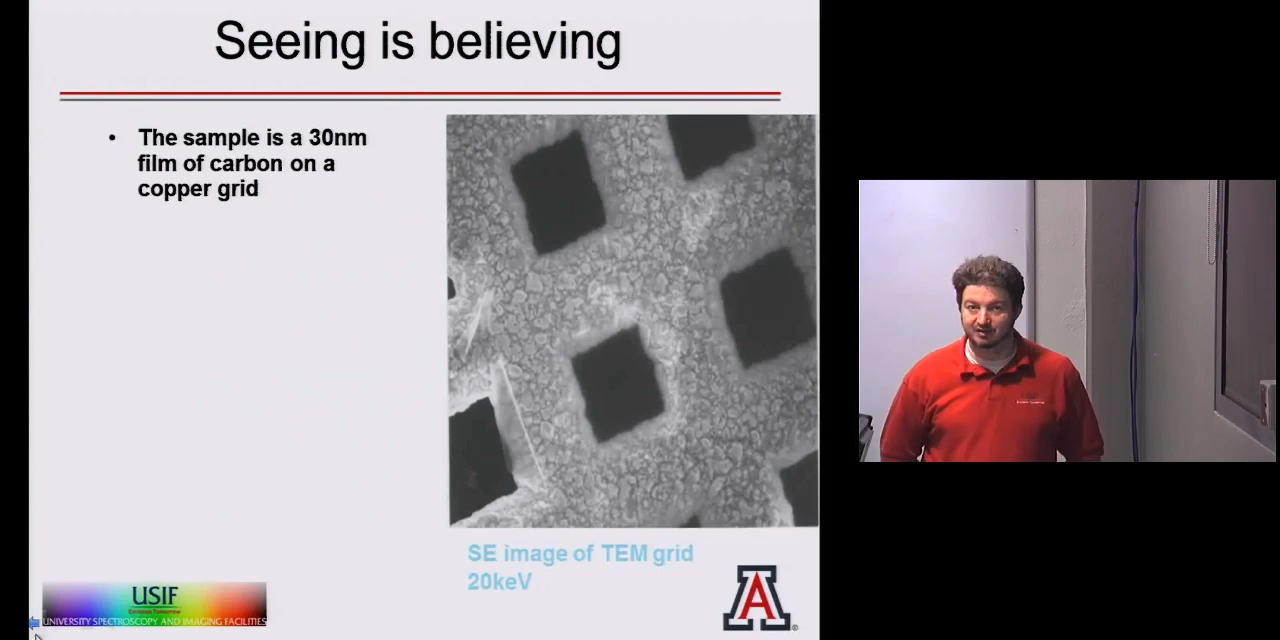 Seeing is believing
• The sample is a 30nm
film of carbon on a
copper grid
SE image of TEM grid
20keV
USIF
UNIVERSITY SPECTROSCOPY AND IMAGING FACILITIES
A